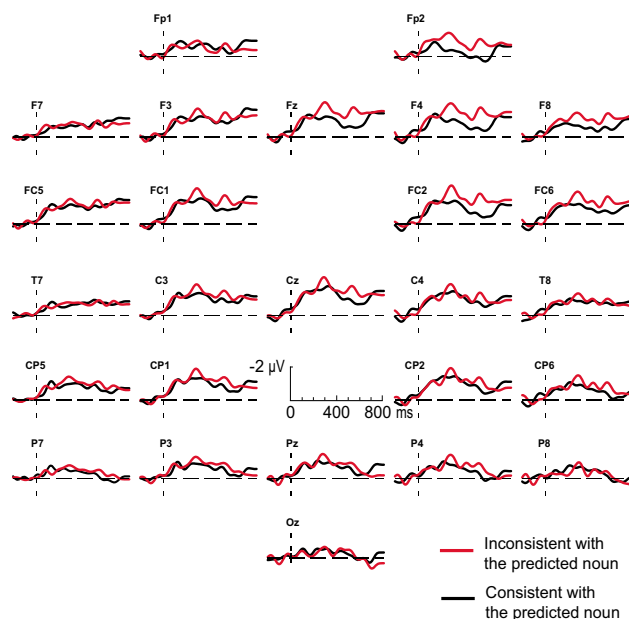 Fp1 Fp2
F7 F3 Fz F4 F8
FC5 FC1 FC2 FC6
T7 C3 Cz C4 T8
CP5 CP1 -2 µV CP2 CP6
0 400 800 ms
P7 P3 Pz P4 P8
Oz
Inconsistent with
the predicted noun
Consistent with
the predicted noun